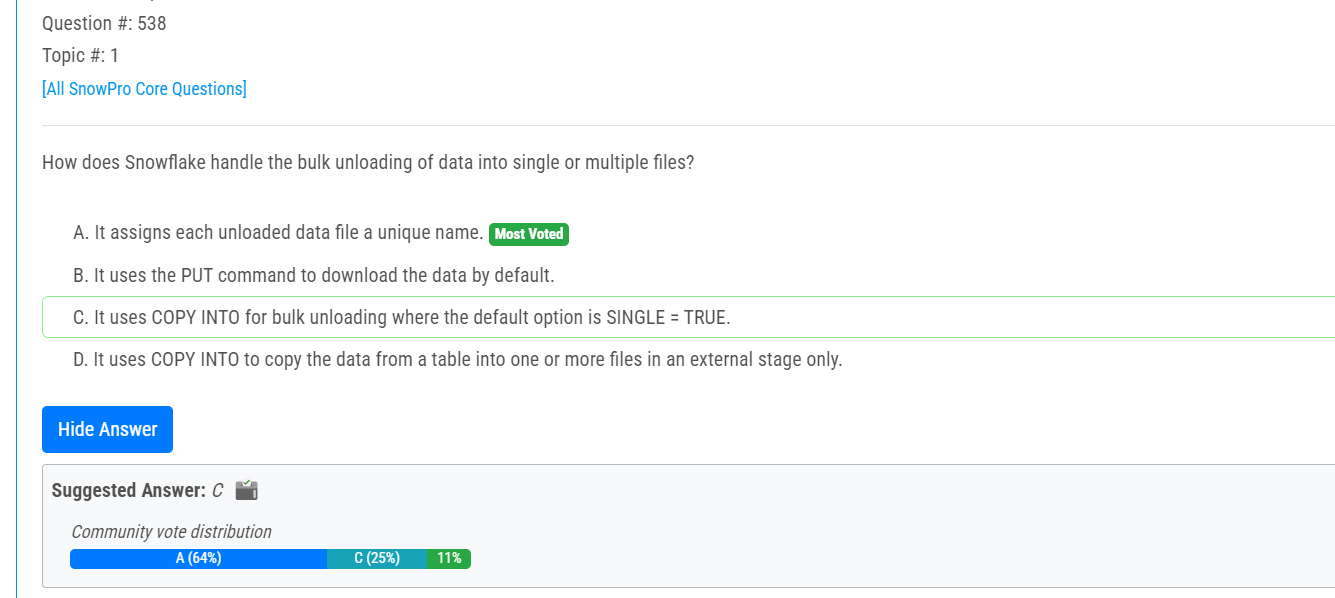 Question #: 538
Topic #: 1
[All SnowPro Core Questions]
How does Snowflake handle the bulk unloading of data into single or multiple files?
A. It assigns each unloaded data file a unique name. Most Voted
B. It uses the PUT command to download the data by default.
C. It uses COPY INTO for bulk unloading where the default option is SINGLE = TRUE.
D. It uses COPY INTO to copy the data from a table into one or more files in an external stage only.
Hide Answer
Suggested Answer: C
Community vote distribution
A (64%) C (25%) 11%